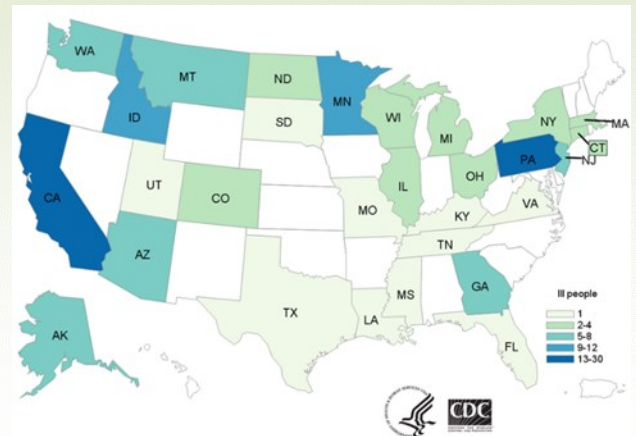 WA
MT
ND
MN
ID
SD
WI
MI
NY
MA
CT
PA
NJ
CA
UT
CO
IL
OH
MO
KY
VA
TN
AZ
TX
LA
MS
GA
FL
AK
Ill people
1
2-4
5-8
9-12
13-30
CDC